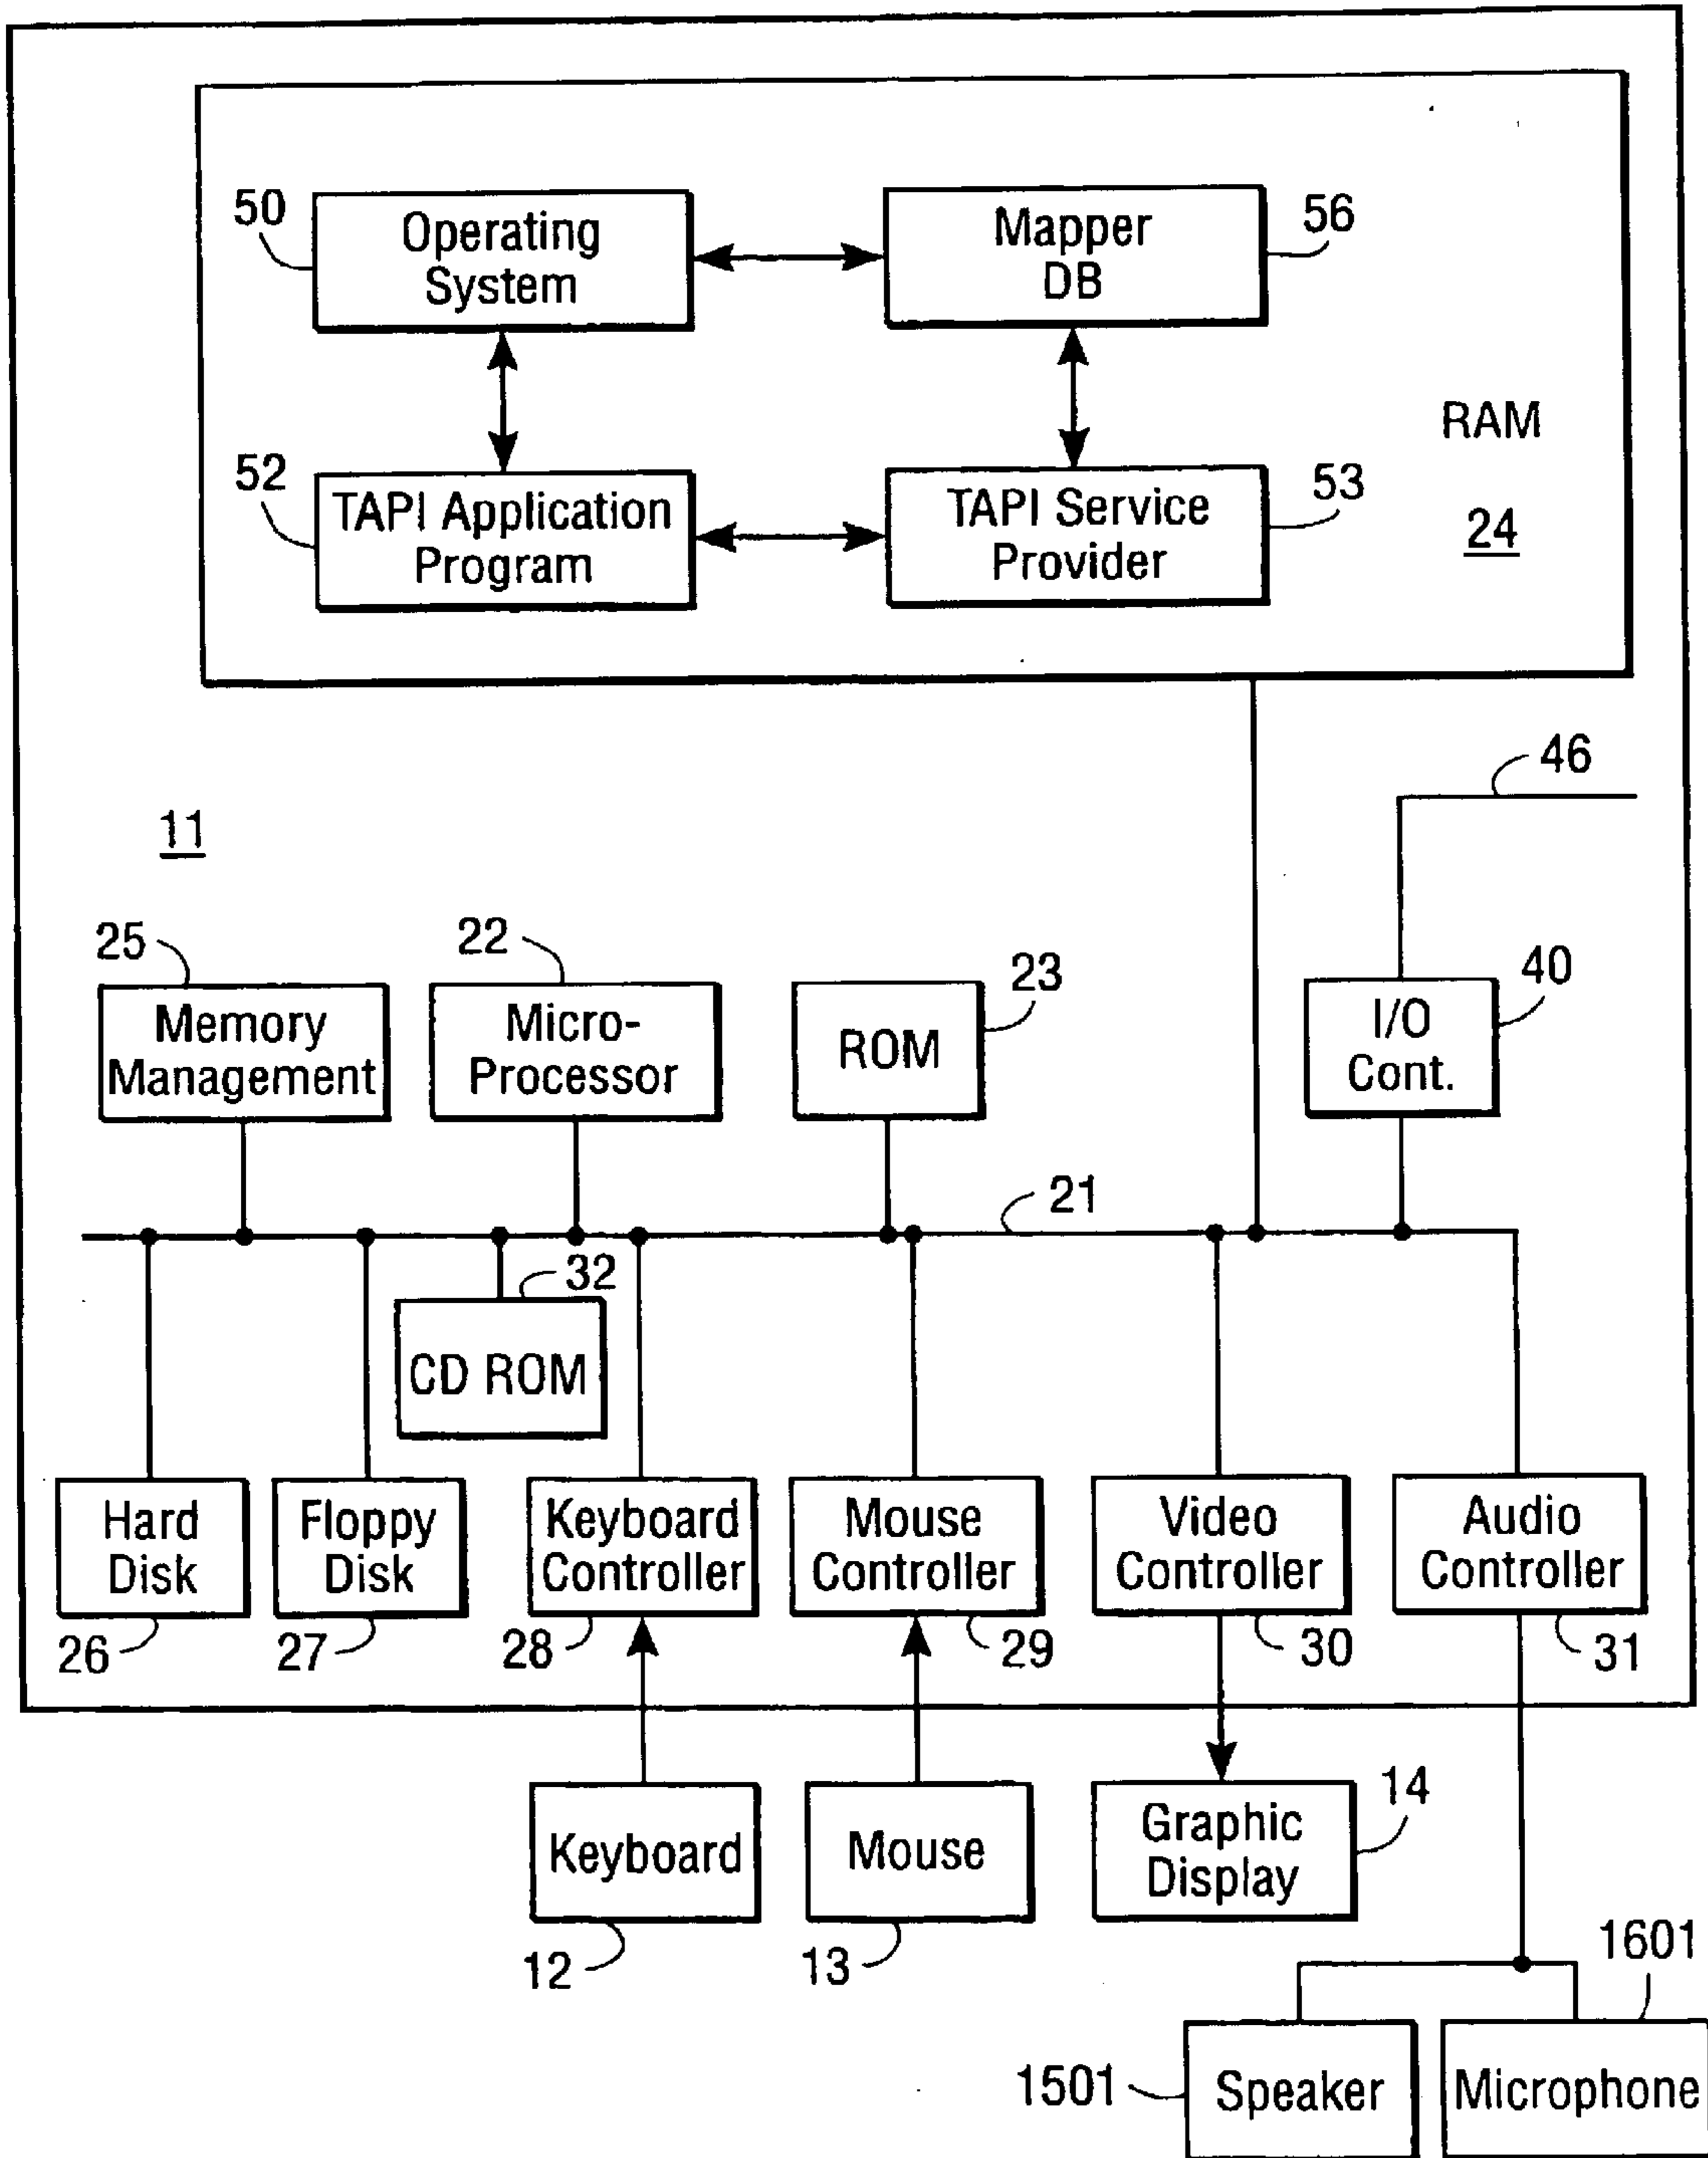 50
Operating
System
Mapper
DB
56
RAM
24
52
TAPI Application
Program
TAPI Service
Provider
53
46
11
25
Memory
Management
22
Micro-
Processor
ROM
23
I/O
Cont.
40
21
32
CD ROM
Hard
Disk
26
Floppy
Disk
27
Keyboard
Controller
28
Mouse
Controller
29
Video
Controller
30
Audio
Controller
31
Keyboard
12
Mouse
13
Graphic
Display
14
1501
Speaker
1601
Microphone